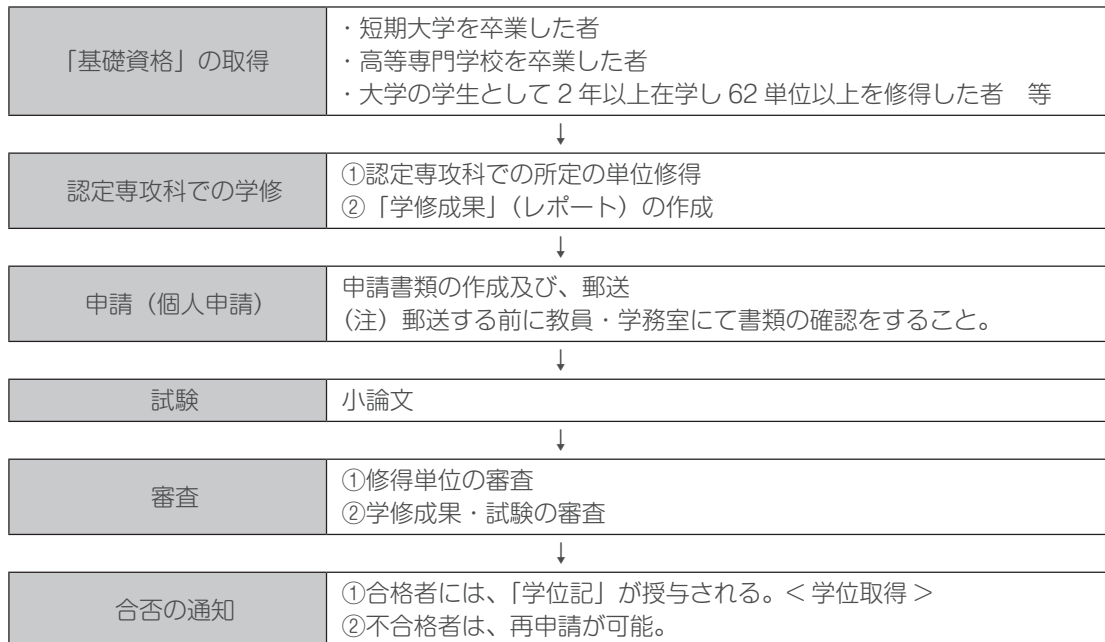 「基礎資格」の取得
・短期大学を卒業した者
・高等専門学校を卒業した者
・大学の学生として 2 年以上在学し 62 単位以上を修得した者　等
↓
認定専攻科での学修
①認定専攻科での所定の単位修得
②「学修成果」（レポート）の作成
↓
申請（個人申請）
申請書類の作成及び、郵送
（注）郵送する前に教員・学務室にて書類の確認をすること。
↓
試験
小論文
↓
審査
①修得単位の審査
②学修成果・試験の審査
↓
合否の通知
①合格者には、「学位記」が授与される。< 学位取得 >
②不合格者は、再申請が可能。